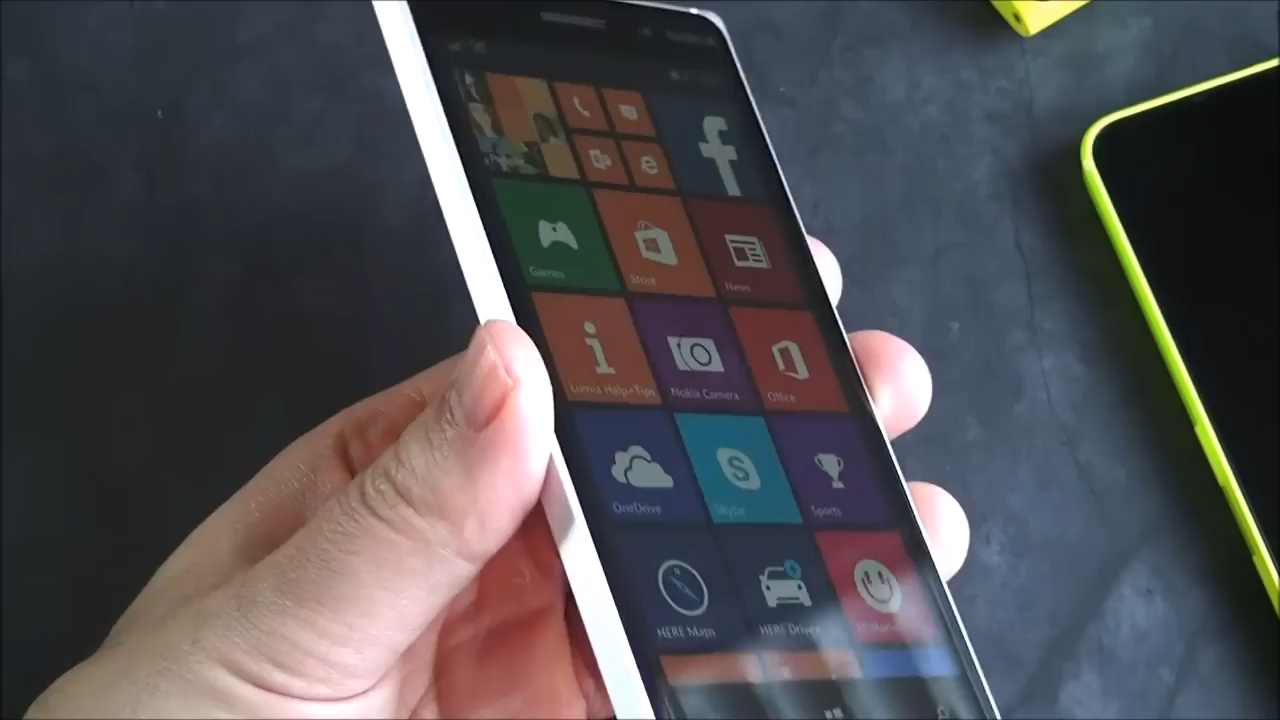 f
Games
Store
News
Lumia Help+Tips
Nokia Camera
Office
OneDrive
Skype
Sports
HERE Maps
HERE Drive+